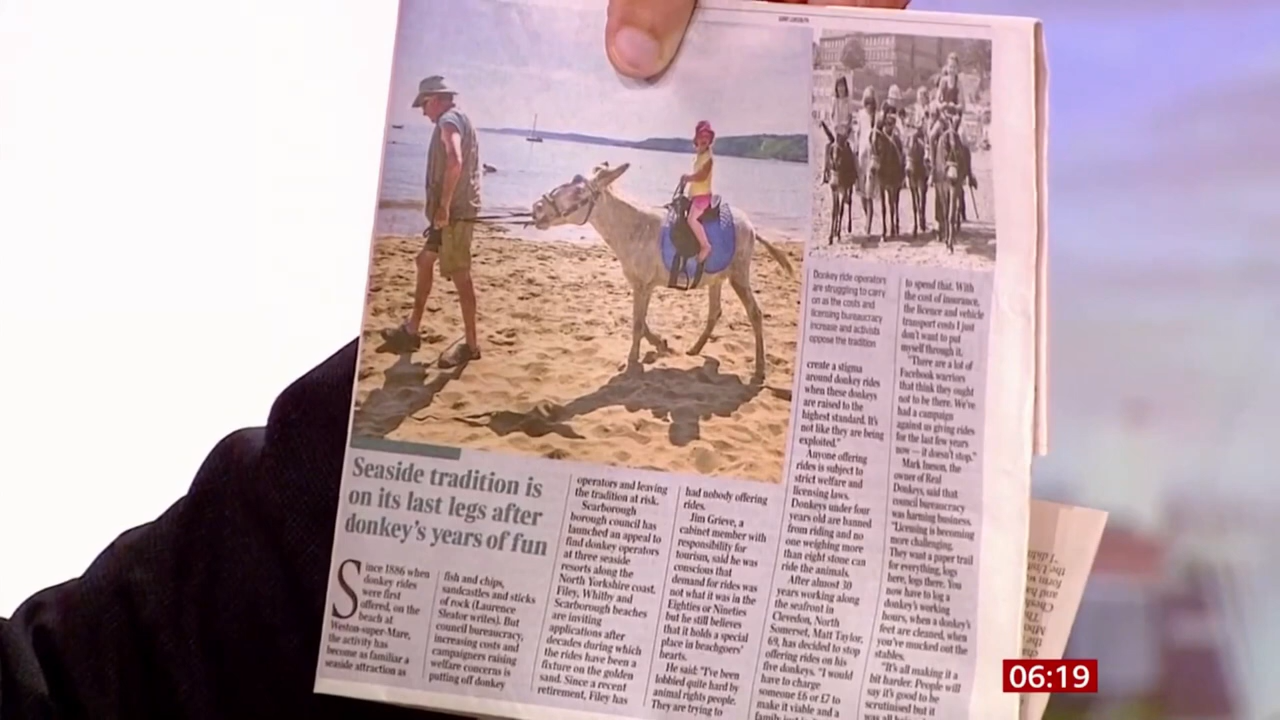 Seaside tradition is
on its last legs after
donkey's years of fun
Since 1886 when
donkey rides
were first
offered, on the
beach at
Weston-super-Mare,
the activity has
become as familiar a
seaside attraction as
fish and chips,
sandcastles and sticks
of rock (Laurence
Sleator writes). But
council bureaucracy,
increasing costs and
campaigners raising
welfare concerns is
putting off donkey
operators and leaving
the tradition at risk.
Scarborough
borough council has
launched an appeal to
find donkey operators
at three seaside
resorts along the
North Yorkshire coast.
Filey, Whitby and
Scarborough beaches
are inviting
applications after
decades during which
the rides have been a
fixture on the golden
sand. Since a recent
retirement, Filey has
had nobody offering
rides.
Jim Grieve, a
cabinet member with
responsibility for
tourism, said he was
conscious that
demand for rides was
not what it was in the
Eighties or Nineties
but he still believes
that it holds a special
place in beachgoers'
hearts.
He said: "I've been
lobbied quite hard by
animal rights people.
They are trying to
Donkey ride operators
are struggling to carry
on as the costs and
licensing bureaucracy
increase and activists
oppose the tradition
create a stigma
around donkey rides
when these donkeys
are raised to the
highest standard. It's
not like they are being
exploited."
Anyone offering
rides is subject to
strict welfare and
licensing laws.
Donkeys under four
years old are banned
from riding and no
one weighing more
than eight stone can
ride the animals.
After almost 30
years working along
the seafront in
Clevedon, North
Somerset, Matt Taylor,
69, has decided to stop
offering rides on his
five donkeys. "I would
have to charge
someone £6 or £7 to
make it viable and a
to spend that. With
the cost of insurance,
the licence and vehicle
transport costs I just
don't want to put
myself through it.
"There are a lot of
Facebook warriors
that think they ought
not to be there. We've
had a campaign
against us giving rides
for the last few years
now — it doesn't stop."
Mark Ineson, the
owner of Real
Donkeys, said that
council bureaucracy
was harming business.
"Licensing is becoming
more challenging.
They want a paper trail
for everything, logs
here, logs there. You
now have to log a
donkey's working
hours, when a donkey's
feet are cleaned, when
you've mucked out the
stables.
"It's all making it a
bit harder. People will
say it's good to be
scrutinised but it
06:19